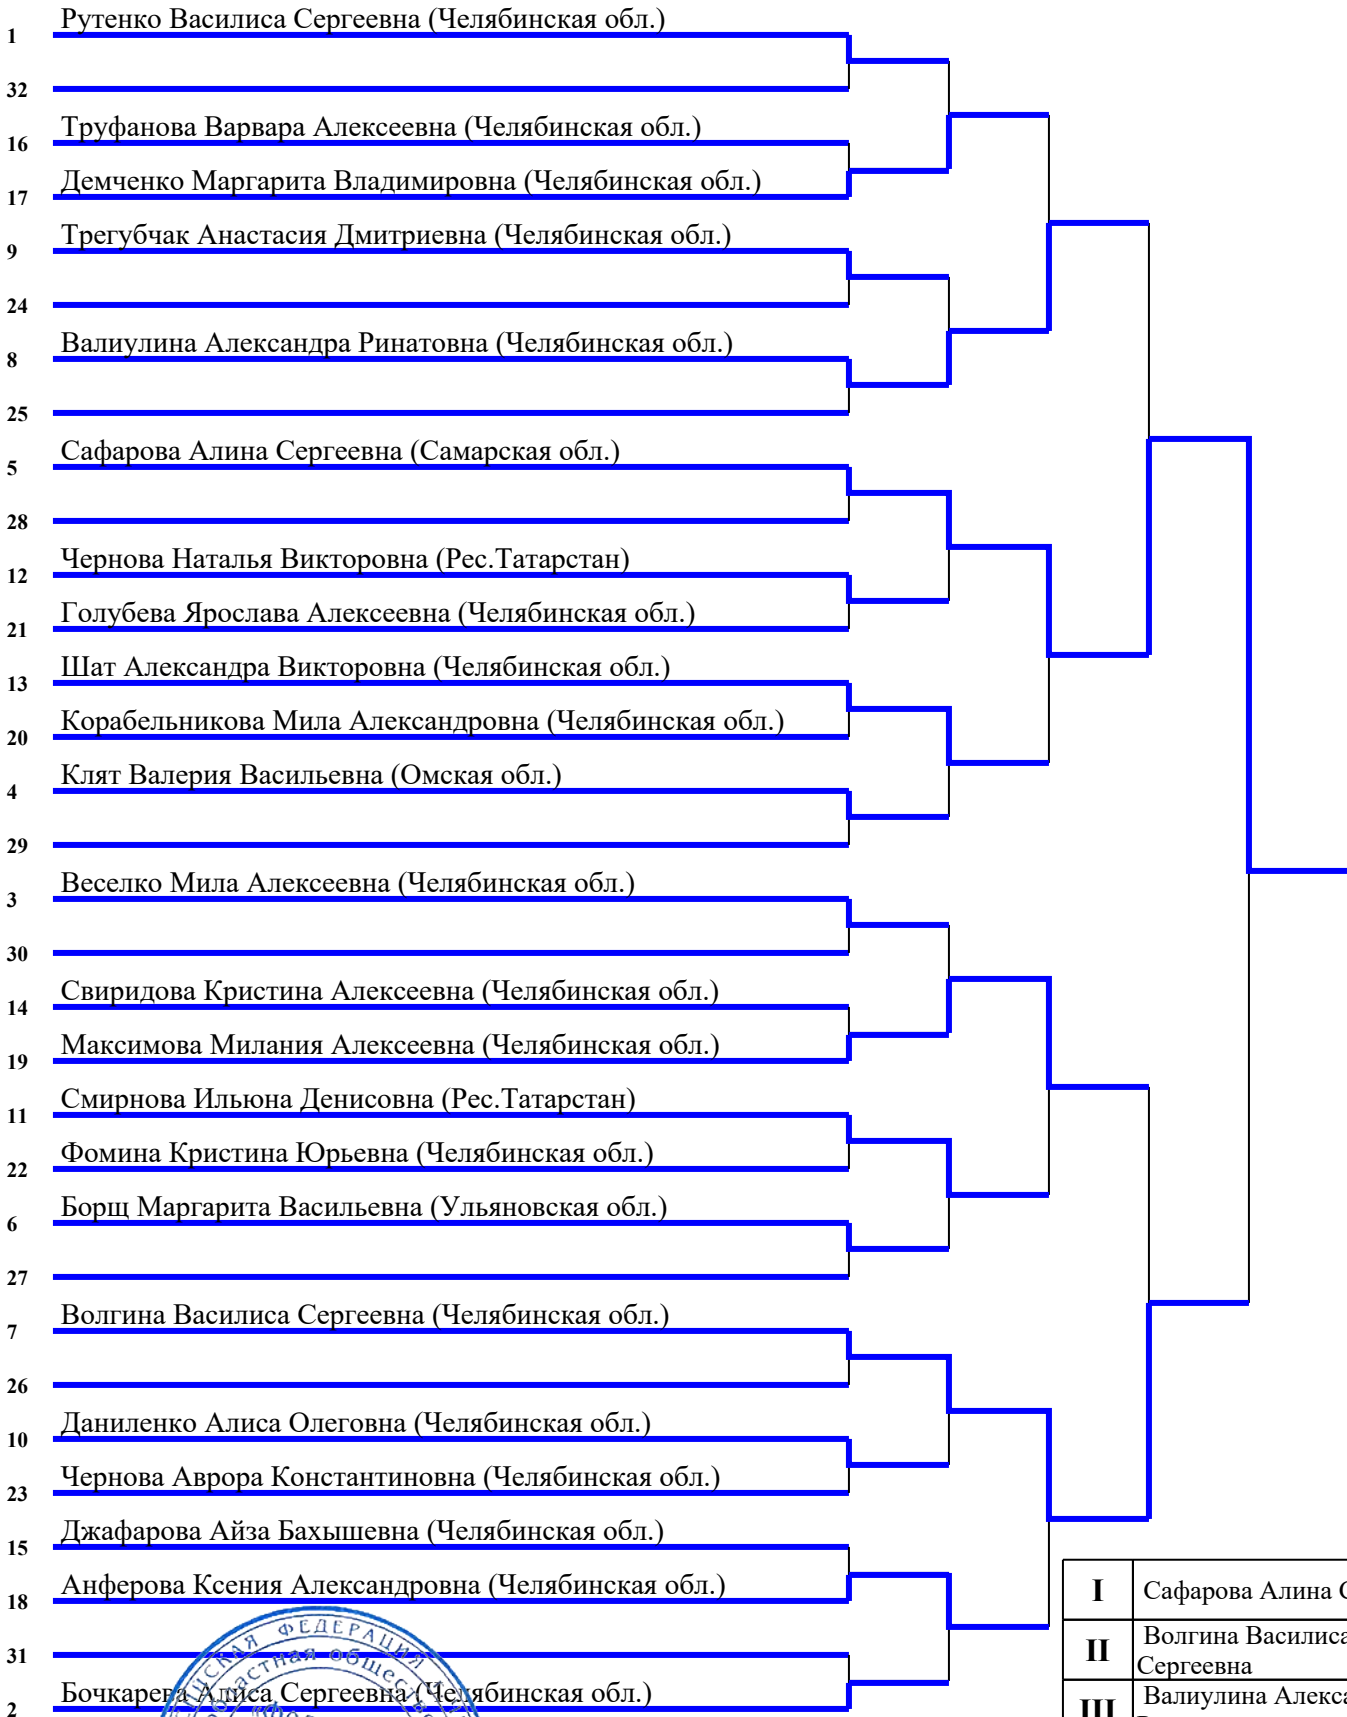 Рутенко Василиса Сергеевна (Челябинская обл.)
1
32
Труфанова Варвара Алексеевна (Челябинская обл.)
16
Демченко Маргарита Владимировна (Челябинская обл.)
17
Трегубчак Анастасия Дмитриевна (Челябинская обл.)
9
24
Валиулина Александра Ринатовна (Челябинская обл.)
8
25
Сафарова Алина Сергеевна (Самарская обл.)
5
28
Чернова Наталья Викторовна (Рес.Татарстан)
12
Голубева Ярослава Алексеевна (Челябинская обл.)
21
Шат Александра Викторовна (Челябинская обл.)
13
Корабельникова Мила Александровна (Челябинская обл.)
20
Клят Валерия Васильевна (Омская обл.)
4
29
Веселко Мила Алексеевна (Челябинская обл.)
3
30
Свиридова Кристина Алексеевна (Челябинская обл.)
14
Максимова Милания Алексеевна (Челябинская обл.)
19
Смирнова Ильюна Денисовна (Рес.Татарстан)
11
Фомина Кристина Юрьевна (Челябинская обл.)
22
Борщ Маргарита Васильевна (Ульяновская обл.)
6
27
Волгина Василиса Сергеевна (Челябинская обл.)
7
26
Даниленко Алиса Олеговна (Челябинская обл.)
10
Чернова Аврора Константиновна (Челябинская обл.)
23
Джафарова Айза Бахышевна (Челябинская обл.)
15
Анферова Ксения Александровна (Челябинская обл.)
18
31
Бочкарева Алиса Сергеевна (Челябинская обл.)
2
I Сафарова Алина С
II Волгина Василиса
Сергеевна
III Валиулина Алекса
ФЕДЕРАЦИЯ
областная общест